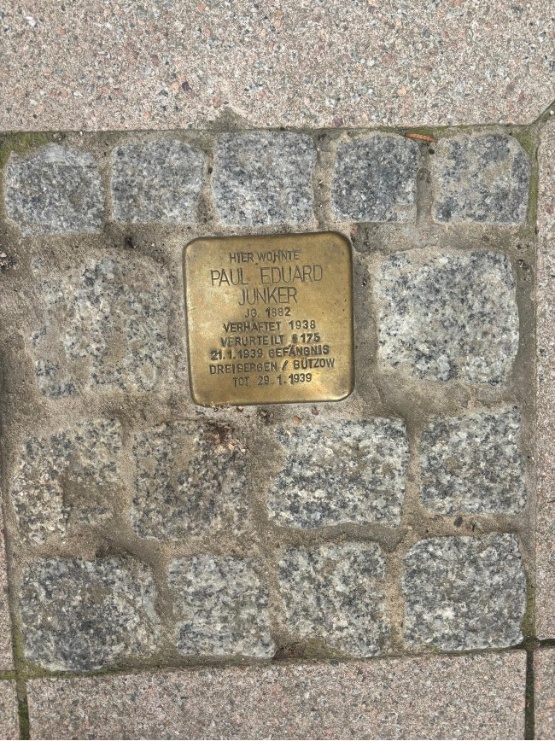 HIER WOHNTE
PAUL EDUARD
JUNKER
JG. 1882
VERHAFTET 1938
VERURTEILT §175
21.1.1939 GEFÄNGNIS
DREIBERGEN / BÜTZOW
TOT 29.1.1939